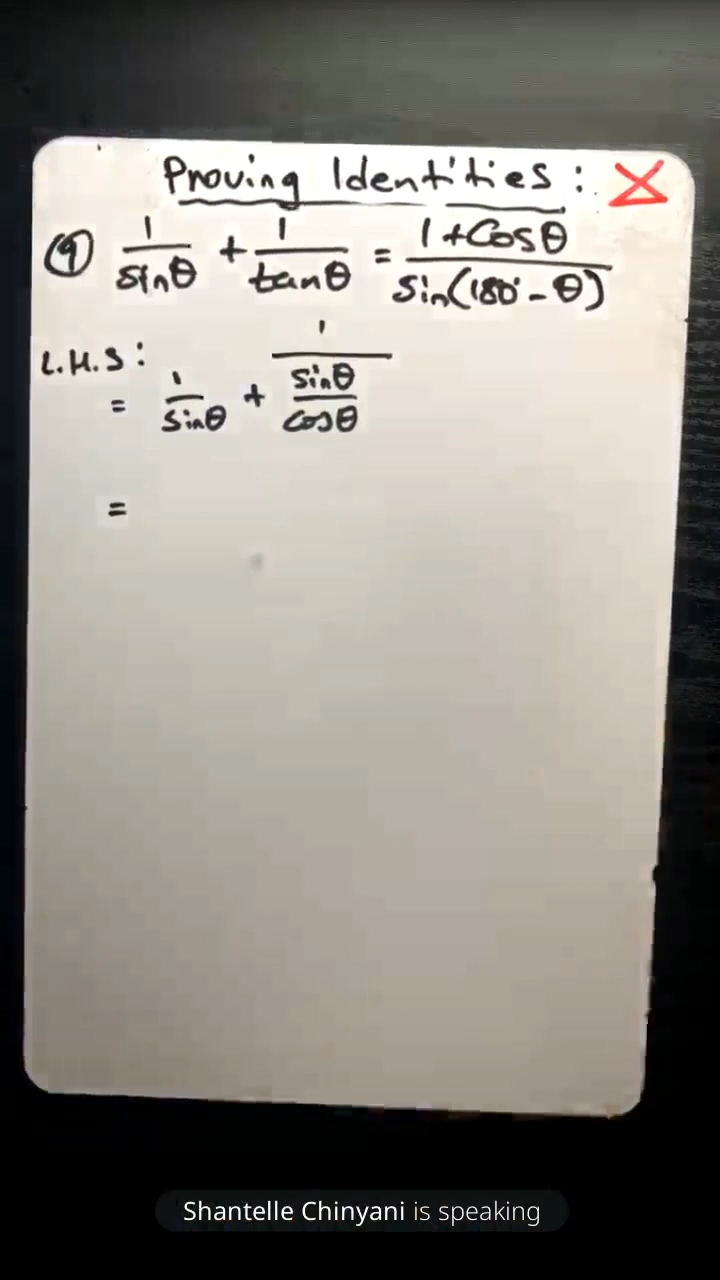 Proving Identities:
9) 1/sinθ + 1/tanθ = 1+Cosθ/sin(180°-θ)
L.H.S:
= 1/sinθ + 1/(sinθ/cosθ)
=
Shantelle Chinyani is speaking